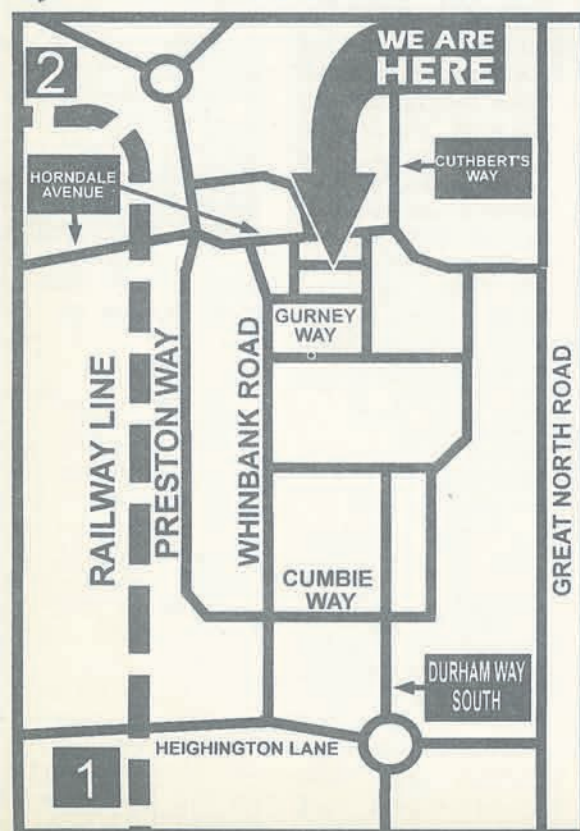 WE ARE
HERE
2
CUTHBERT'S
WAY
HORNDALE
AVENUE
GURNEY
WAY
RAILWAY LINE
PRESTON WAY
WHINBANK ROAD
GREAT NORTH ROAD
CUMBIE
WAY
DURHAM WAY
SOUTH
HEIGHINGTON LANE
1